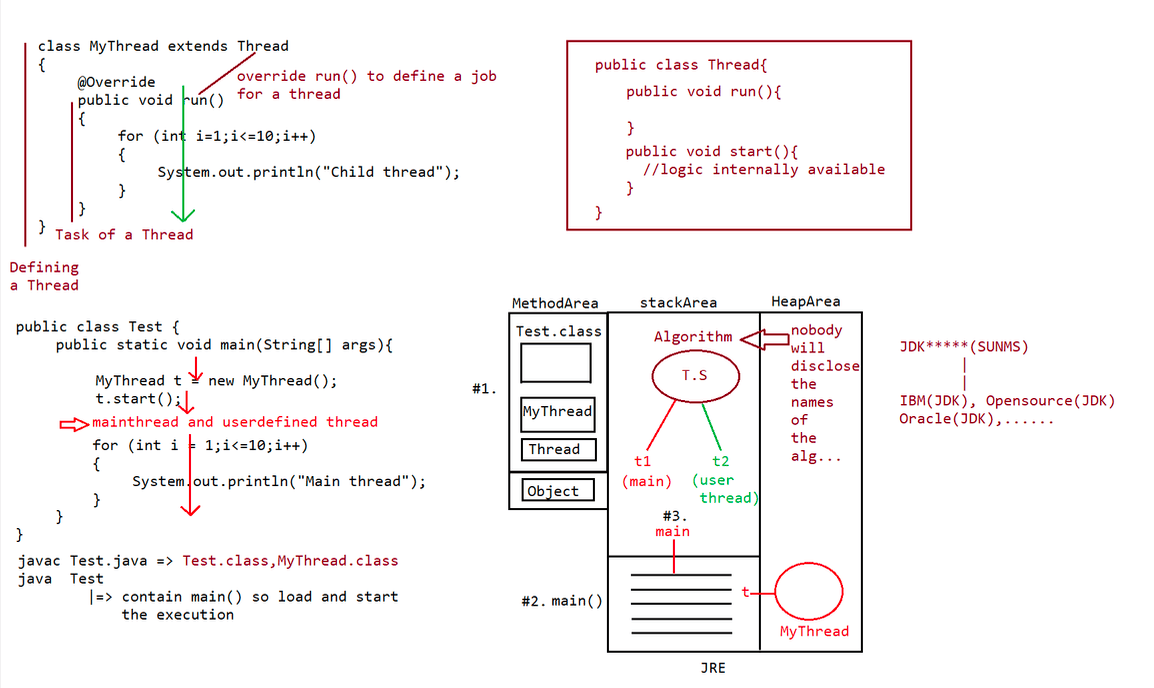 class MyThread extends Thread
{
@Override
public void run()
{
for (int i=1;i<=10;i++)
{
System.out.println("Child thread");
}
}
}
override run() to define a job
for a thread
Task of a Thread
Defining
a Thread
public class Thread{
public void run(){
}
public void start(){
//logic internally available
}
}
public class Test {
public static void main(String[] args){
MyThread t = new MyThread();
t.start();
mainthread and userdefined thread
for (int i = 1;i<=10;i++)
{
System.out.println("Main thread");
}
}
}
javac Test.java => Test.class,MyThread.class
java Test
|=> contain main() so load and start
the execution
MethodArea
stackArea
HeapArea
#1.
Test.class
MyThread
Thread
Object
Algorithm
T.S
t1
(main)
t2
(user
thread)
#3.
main
#2. main()
nobody
will
disclose
the
names
of
the
alg...
t
MyThread
JRE
JDK*****(SUNMS)
|
|
IBM(JDK), Opensource(JDK)
Oracle(JDK),......